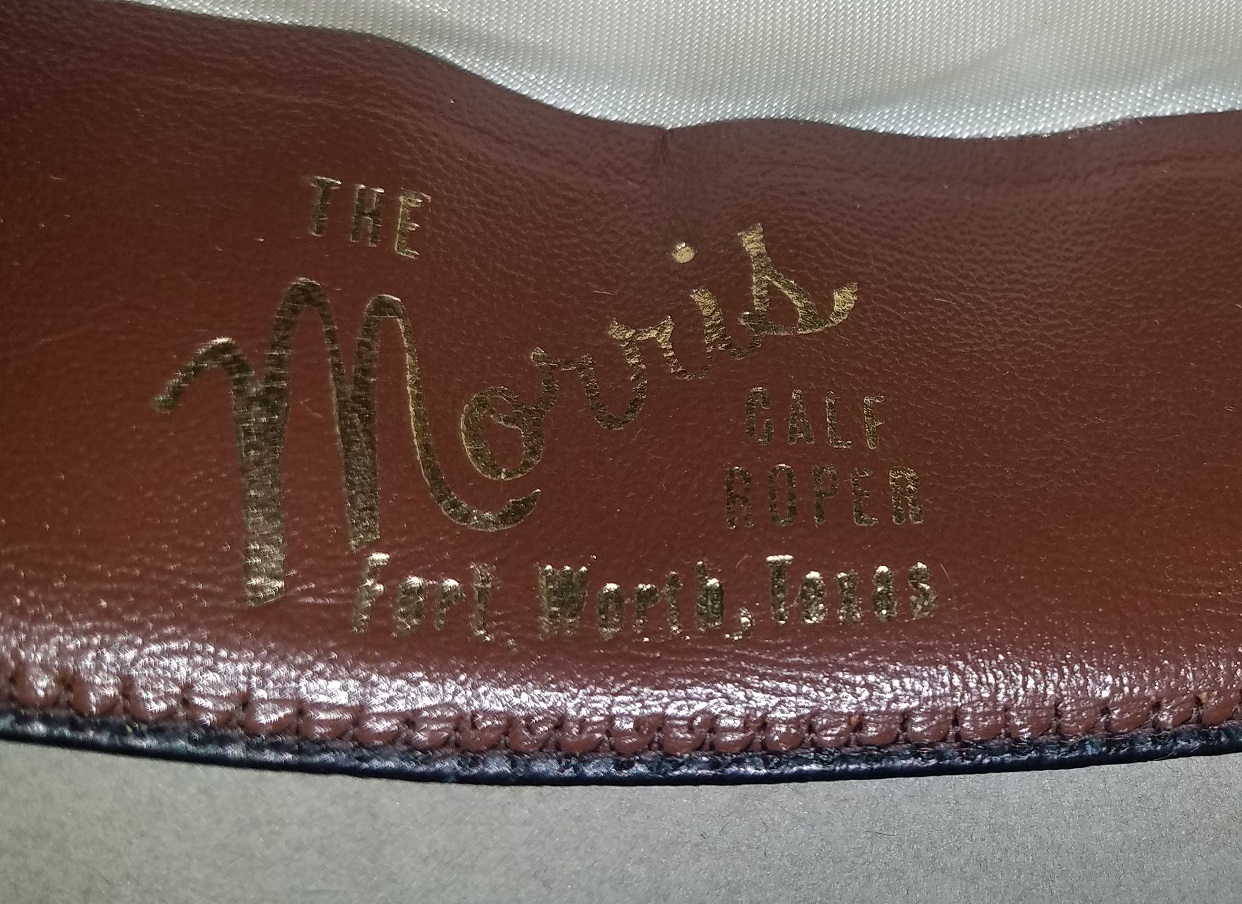 THE
Morris
CALF
ROPER
Fort Worth, Texas